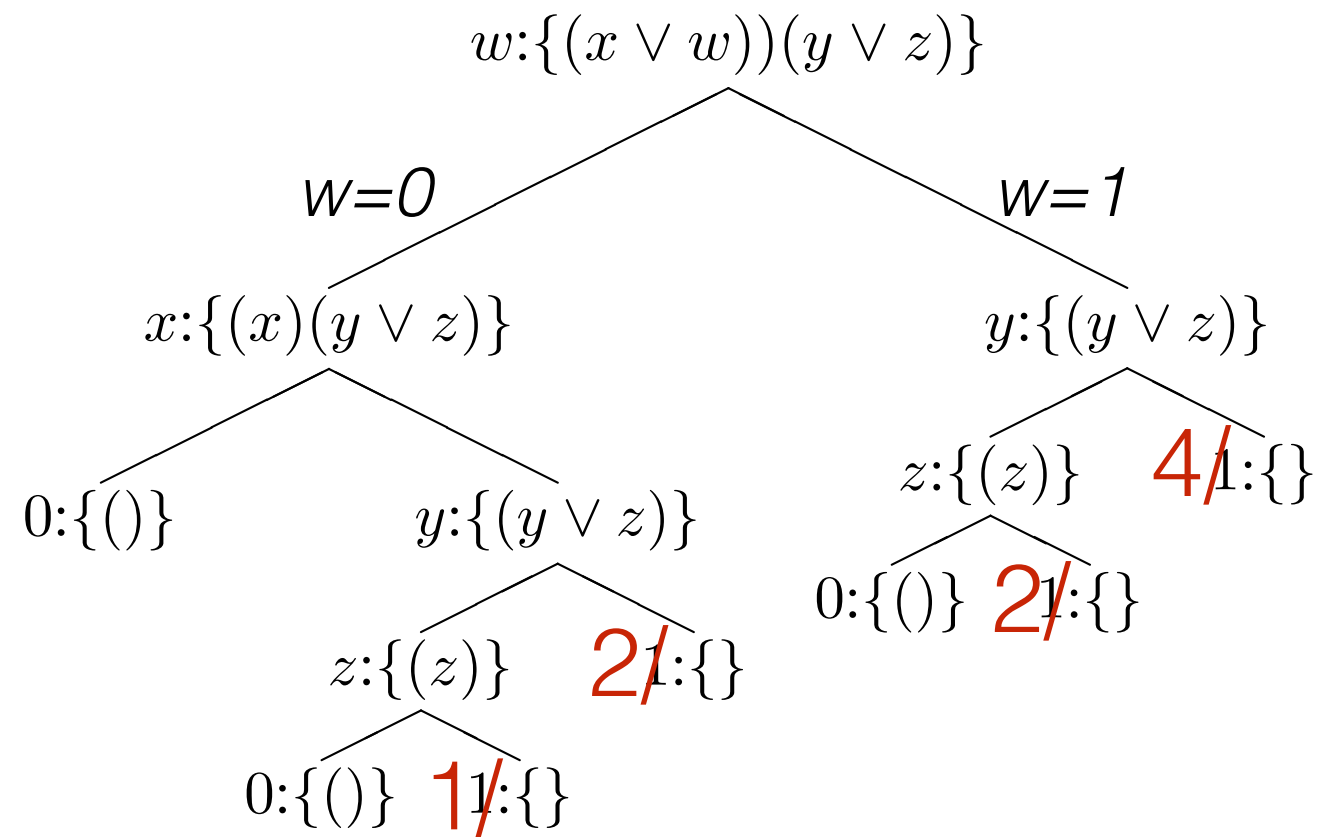 w:{(x ∨ w))(y ∨ z)}
w=0 w=1
x:{(x)(y ∨ z)} y:{(y ∨ z)}
z:{(z)} 4/1:{}
0:{()} y:{(y ∨ z)}
0:{()} 2/1:{}
z:{(z)} 2/1:{}
0:{()} 1/1:{}